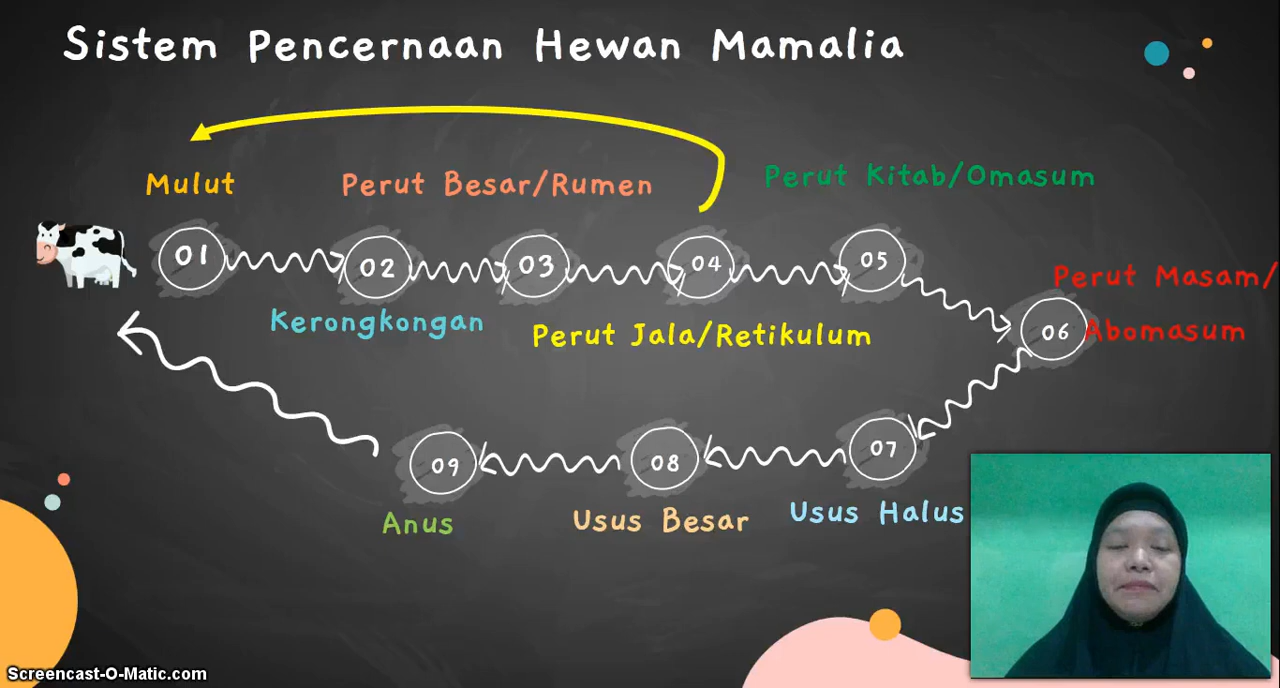 Sistem Pencernaan Hewan Mamalia
Mulut
Perut Besar/Rumen
Perut Kitab/Omasum
01
02
03
04
05
Perut Masam/
Abomasum
06
Kerongkongan
Perut Jala/Retikulum
09
08
07
Anus
Usus Besar
Usus Halus
Screencast-O-Matic.com